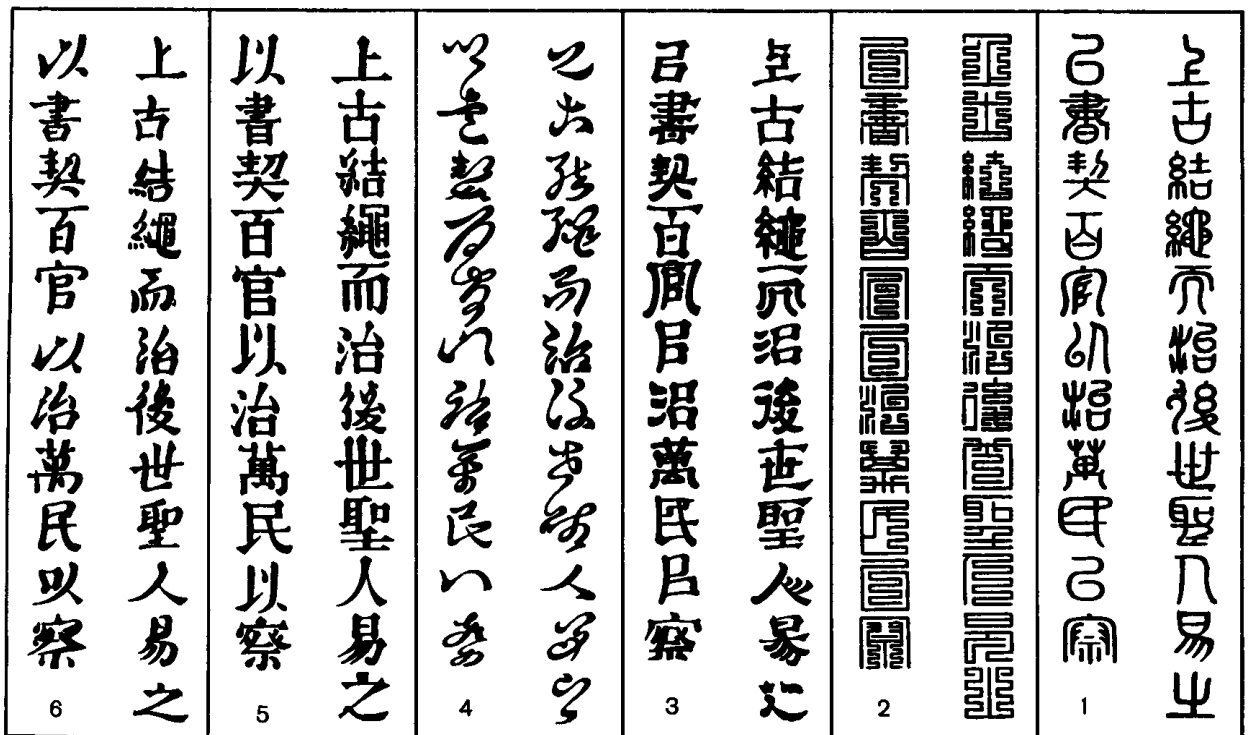 上古結繩而治後世聖人易之
以書契百官以治萬民以察
1
上古結繩而治後世聖人易之
以書契百官以治萬民以察
2
上古結繩而治後世聖人易之
以書契百官以治萬民以察
3
上古結繩而治後世聖人易之
以書契百官以治萬民以察
4
上古結繩而治後世聖人易之
以書契百官以治萬民以察
5
上古結繩而治後世聖人易之
以書契百官以治萬民以察
6